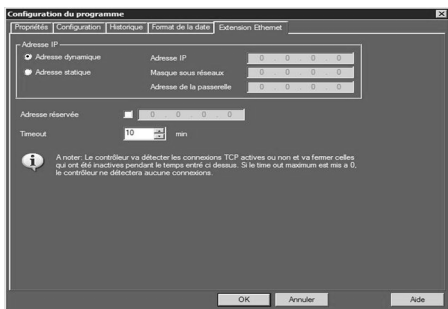 Configuration du programme
Propriétés Configuration Historique Format de la date Extension Ethernet
Adresse IP
Adresse dynamique
Adresse statique
Adresse IP 0 . 0 . 0 . 0
Masque sous réseaux 0 . 0 . 0 . 0
Adresse de la passerelle 0 . 0 . 0 . 0
Adresse réservée 0 . 0 . 0 . 0
Timeout 10 min
A noter: Le contrôleur va détecter les connexions TCP actives ou non et va fermer celles
qui ont été inactives pendant le temps entré ci dessus. Si le time out maximum est mis a 0,
le contrôleur ne détectera aucune connexions.
OK Annuler Aide